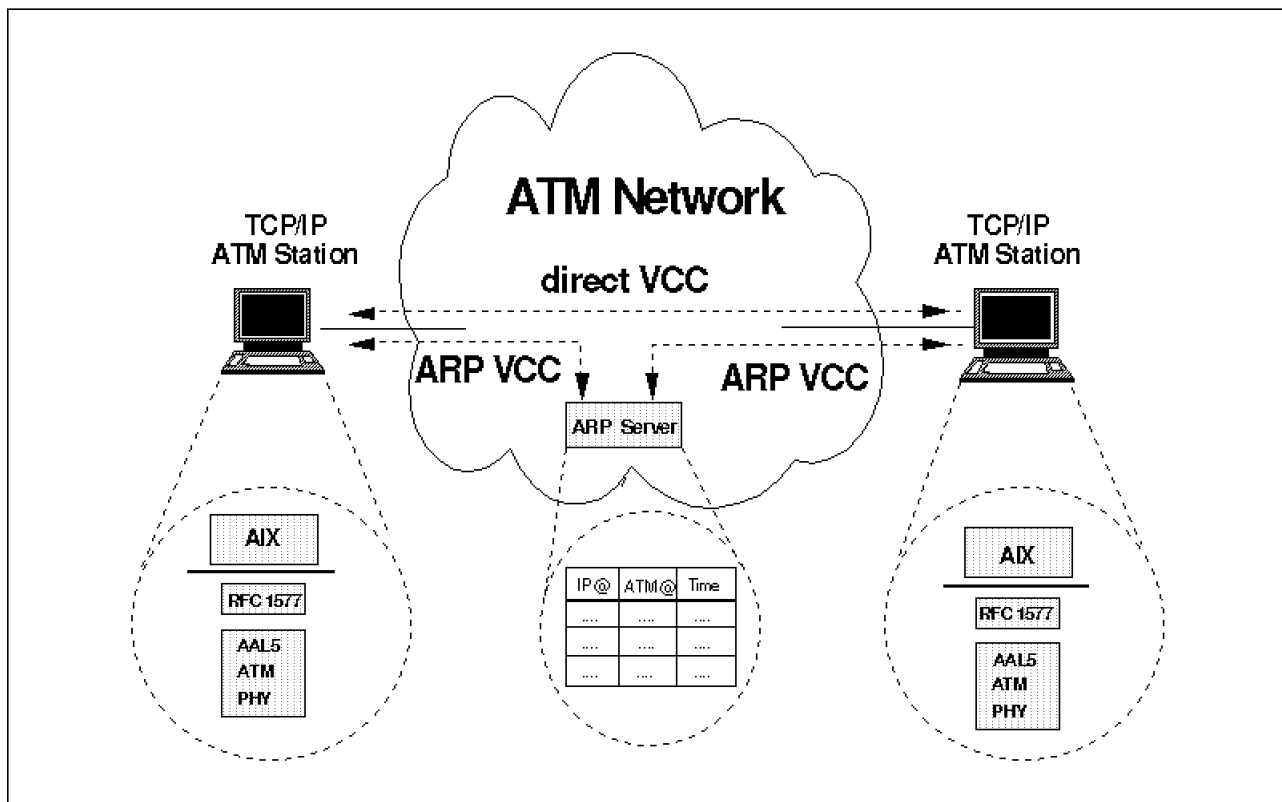 ATM Network
TCP/IP
ATM Station
TCP/IP
ATM Station
direct VCC
ARP VCC
ARP VCC
ARP Server
AIX
RFC 1577
AAL5
ATM
PHY
IP@ ATM@ Time
.... .... ....
.... .... ....
.... .... ....
AIX
RFC 1577
AAL5
ATM
PHY